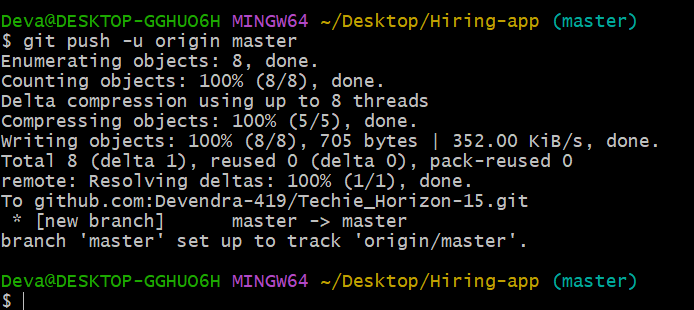 Deva@DESKTOP-GGHUO6H MINGW64 ~/Desktop/Hiring-app (master)
$ git push -u origin master
Enumerating objects: 8, done.
Counting objects: 100% (8/8), done.
Delta compression using up to 8 threads
Compressing objects: 100% (5/5), done.
Writing objects: 100% (8/8), 705 bytes | 352.00 KiB/s, done.
Total 8 (delta 1), reused 0 (delta 0), pack-reused 0
remote: Resolving deltas: 100% (1/1), done.
To github.com:Devendra-419/Techie_Horizon-15.git
 * [new branch]      master -> master
branch 'master' set up to track 'origin/master'.
Deva@DESKTOP-GGHUO6H MINGW64 ~/Desktop/Hiring-app (master)
$